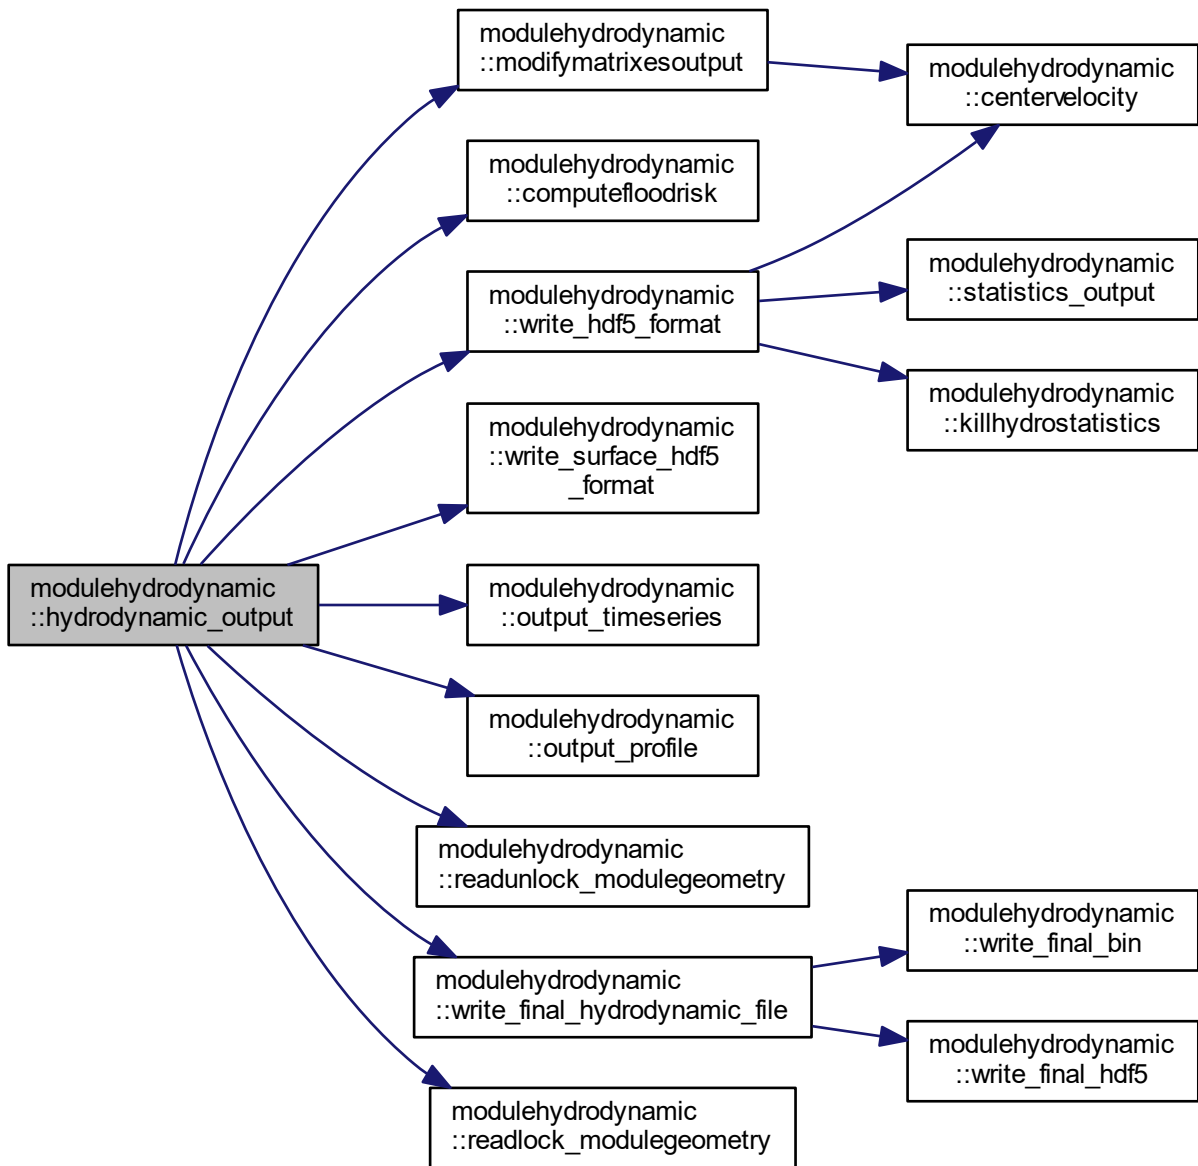 modulehydrodynamic
::modifymatrixesoutput
modulehydrodynamic
::centervelocity
modulehydrodynamic
::computefloodrisk
modulehydrodynamic
::write_hdf5_format
modulehydrodynamic
::statistics_output
modulehydrodynamic
::killhydrostatistics
modulehydrodynamic
::write_surface_hdf5
_format
modulehydrodynamic
::hydrodynamic_output
modulehydrodynamic
::output_timeseries
modulehydrodynamic
::output_profile
modulehydrodynamic
::readunlock_modulegeometry
modulehydrodynamic
::write_final_hydrodynamic_file
modulehydrodynamic
::write_final_bin
modulehydrodynamic
::write_final_hdf5
modulehydrodynamic
::readlock_modulegeometry